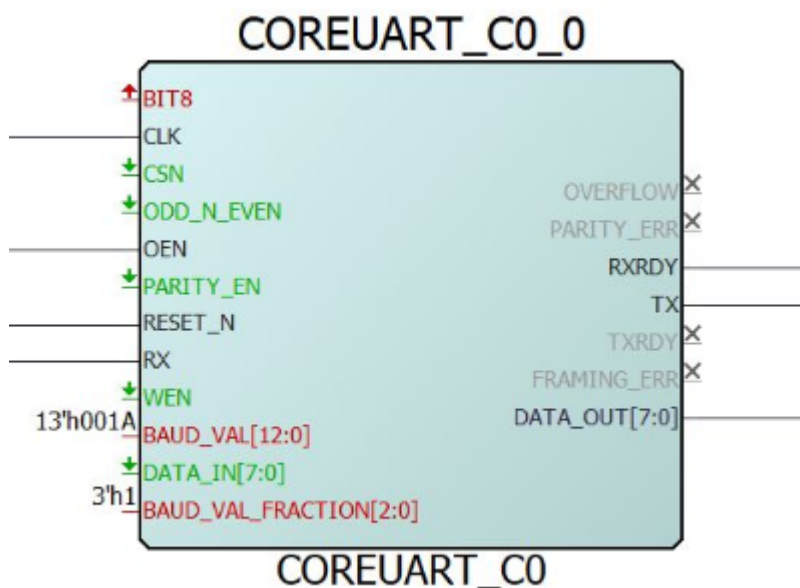 COREUART_C0_0
BIT8
CLK
CSN
ODD_N_EVEN
OEN
PARITY_EN
RESET_N
RX
WEN
13'h001A
BAUD_VAL[12:0]
DATA_IN[7:0]
3'h1
BAUD_VAL_FRACTION[2:0]
OVERFLOW
PARITY_ERR
RXRDY
TX
TXRDY
FRAMING_ERR
DATA_OUT[7:0]
COREUART_C0